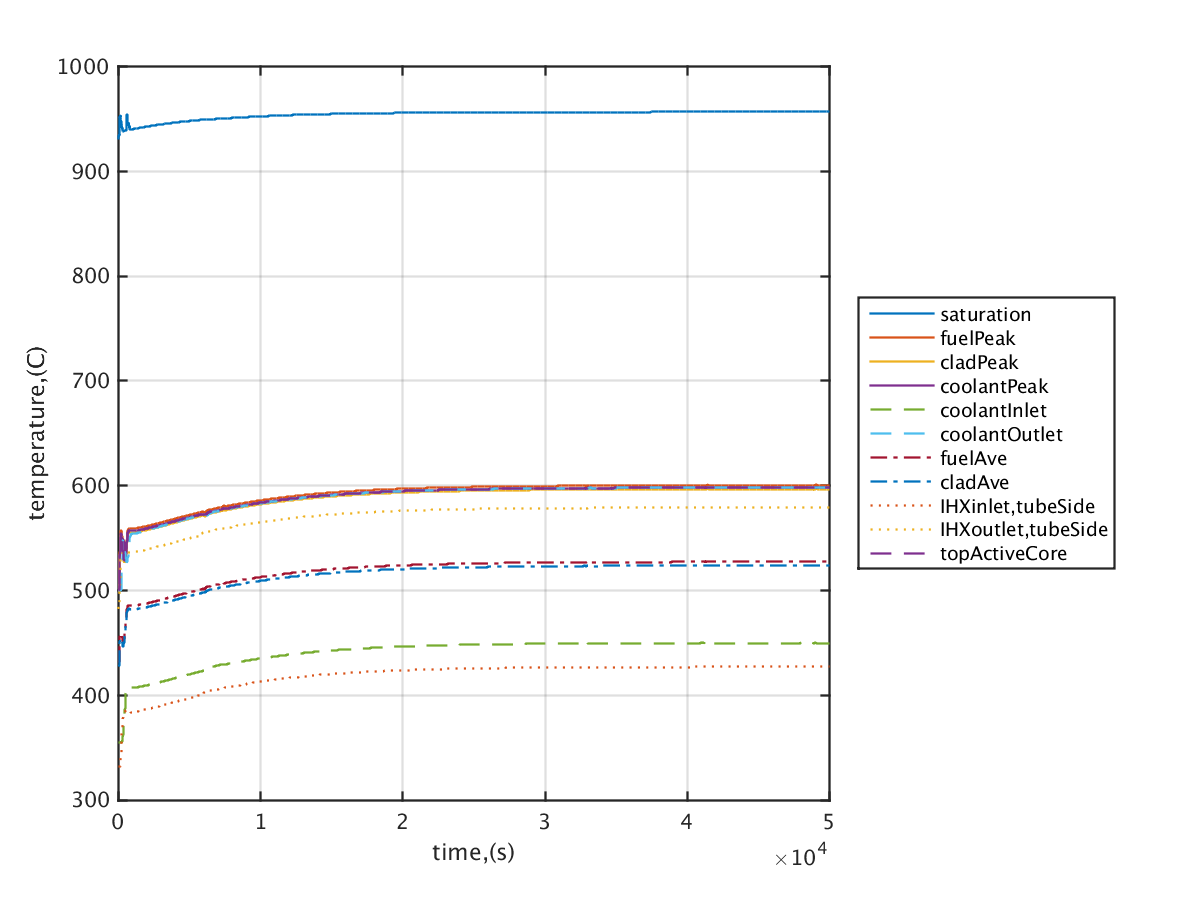 1000
900
800
700
600
500
400
300
temperature,(C)
0
1
2
3
4
5
time,(s)
×10^4
saturation
fuelPeak
cladPeak
coolantPeak
coolantInlet
coolantOutlet
fuelAve
cladAve
IHXinlet,tubeSide
IHXoutlet,tubeSide
topActiveCore